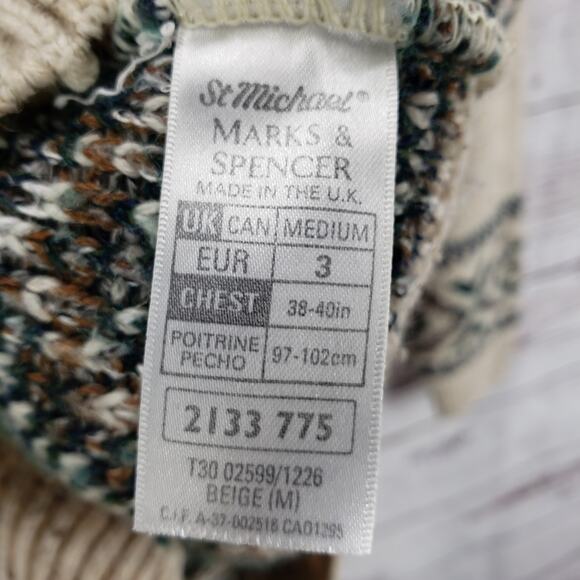 St Michael®
MARKS &
SPENCER
MADE IN THE U.K.
UK CAN MEDIUM
EUR 3
CHEST 38-40in
POITRINE
PECHO 97-102cm
2133 775
T30 02599/1226
BEIGE (M)
C.I.F. A-37-002518 CA01295